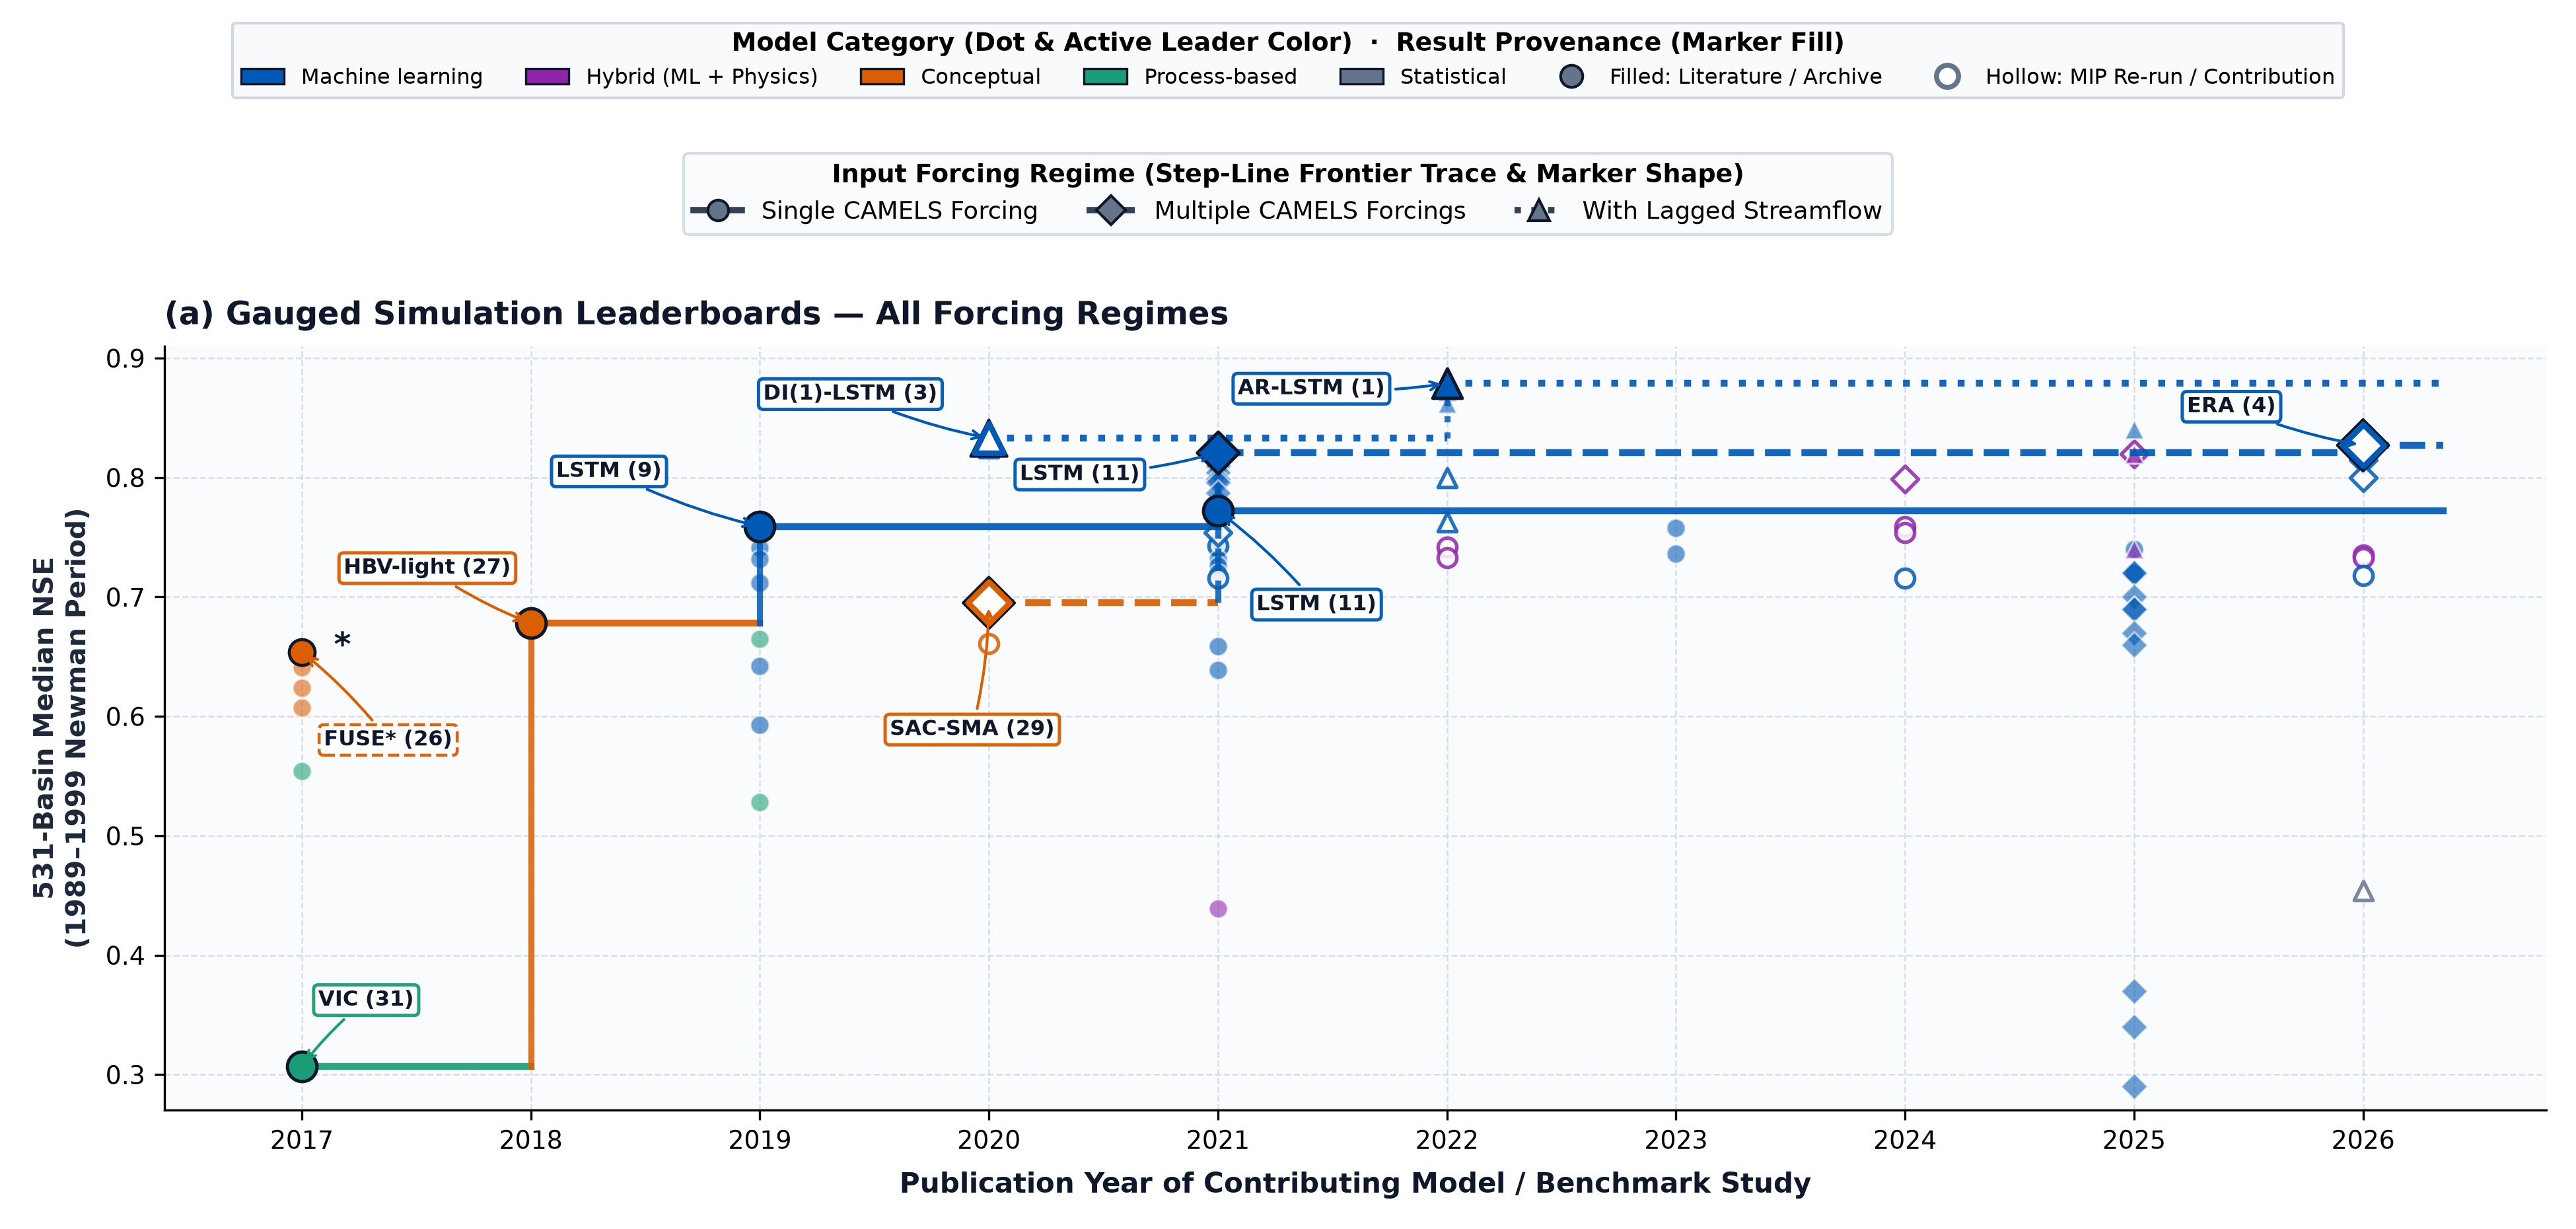 Model Category (Dot & Active Leader Color)  ·  Result Provenance (Marker Fill)
Machine learning
Hybrid (ML + Physics)
Conceptual
Process-based
Statistical
Filled: Literature / Archive
Hollow: MIP Re-run / Contribution
Input Forcing Regime (Step-Line Frontier Trace & Marker Shape)
Single CAMELS Forcing
Multiple CAMELS Forcings
With Lagged Streamflow
(a) Gauged Simulation Leaderboards — All Forcing Regimes
531-Basin Median NSE
(1989–1999 Newman Period)
0.9
0.8
0.7
0.6
0.5
0.4
0.3
DI(1)-LSTM (3)
AR-LSTM (1)
ERA (4)
LSTM (9)
LSTM (11)
HBV-light (27)
LSTM (11)
*
SAC-SMA (29)
FUSE* (26)
VIC (31)
2017
2018
2019
2020
2021
2022
2023
2024
2025
2026
Publication Year of Contributing Model / Benchmark Study